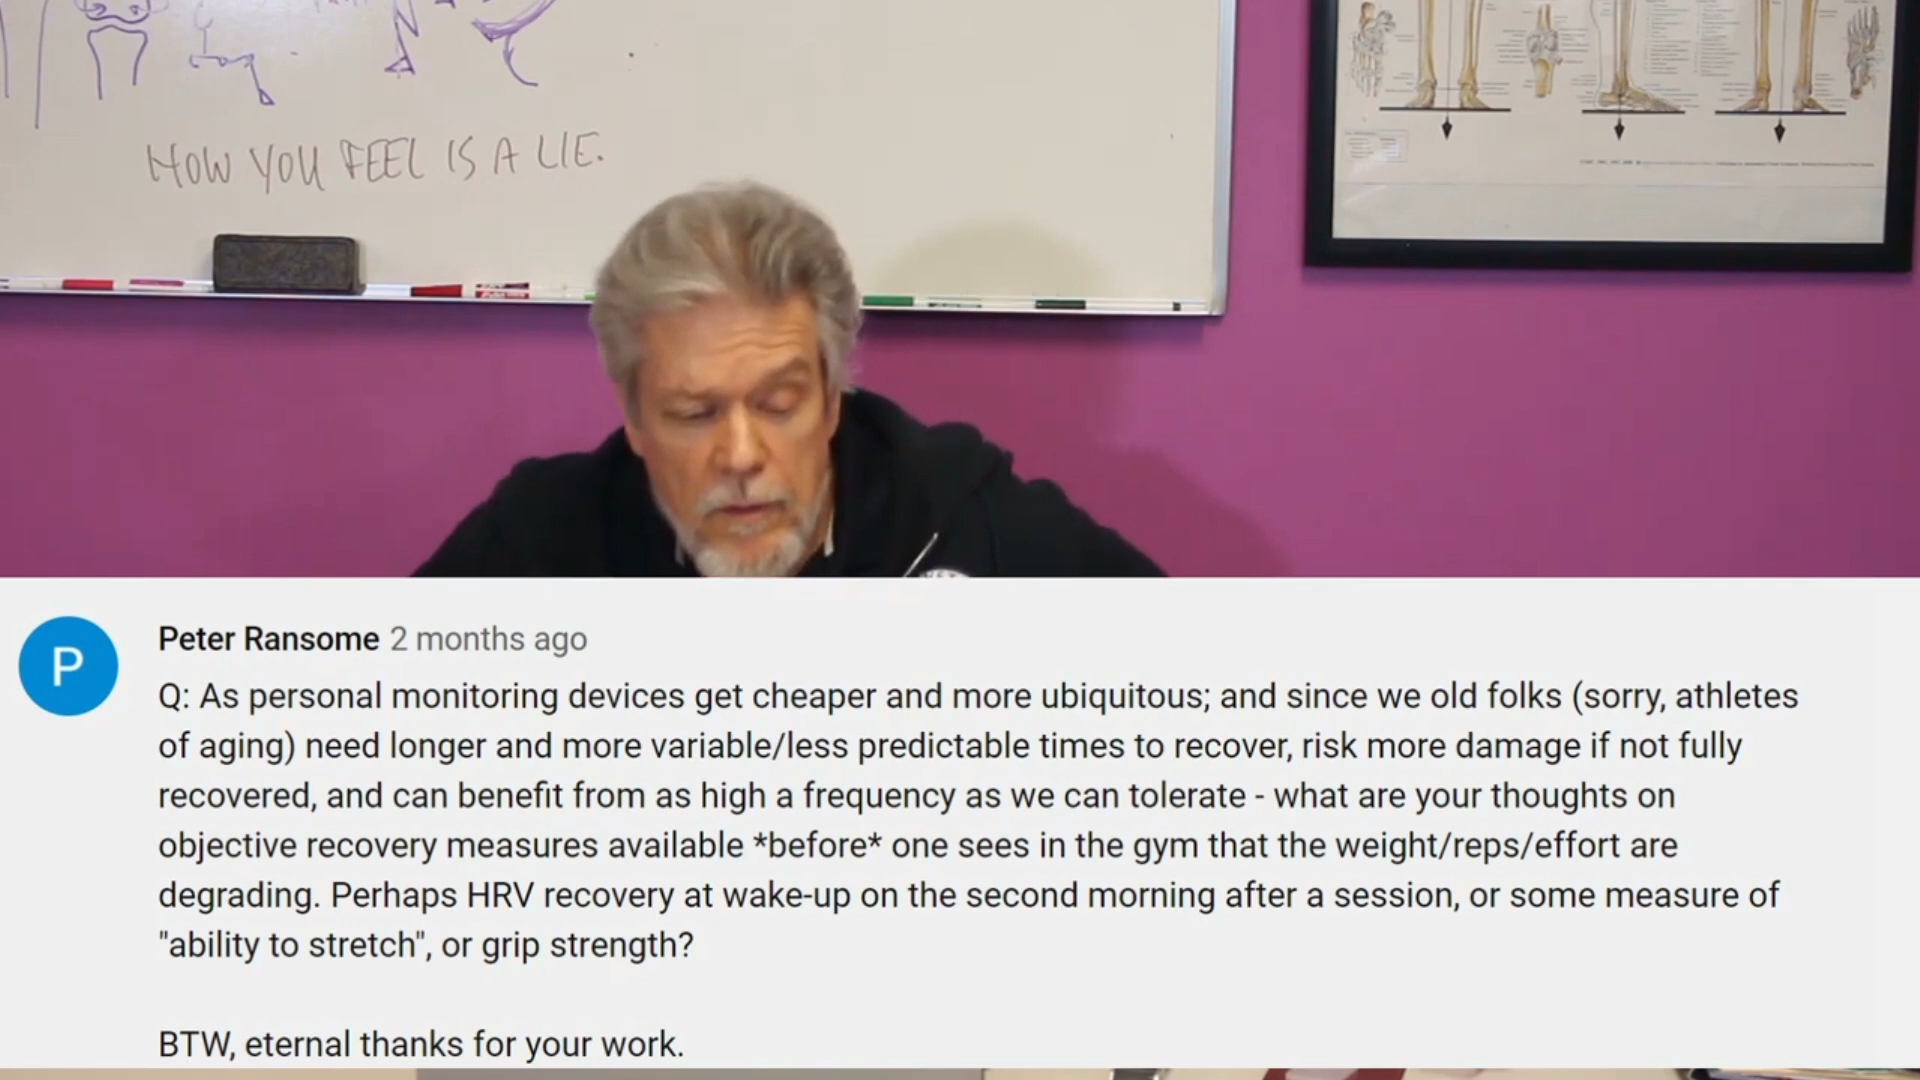 HOW YOU FEEL IS A LIE.
P
Peter Ransome 2 months ago
Q: As personal monitoring devices get cheaper and more ubiquitous; and since we old folks (sorry, athletes
of aging) need longer and more variable/less predictable times to recover, risk more damage if not fully
recovered, and can benefit from as high a frequency as we can tolerate - what are your thoughts on
objective recovery measures available *before* one sees in the gym that the weight/reps/effort are
degrading. Perhaps HRV recovery at wake-up on the second morning after a session, or some measure of
"ability to stretch", or grip strength?
BTW, eternal thanks for your work.